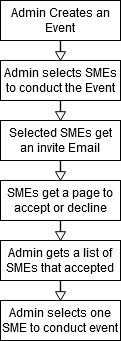 Admin Creates an
Event
Admin selects SMEs
to conduct the Event
Selected SMEs get
an invite Email
SMEs get a page to
accept or decline
Admin gets a list of
SMEs that accepted
Admin selects one
SME to conduct event